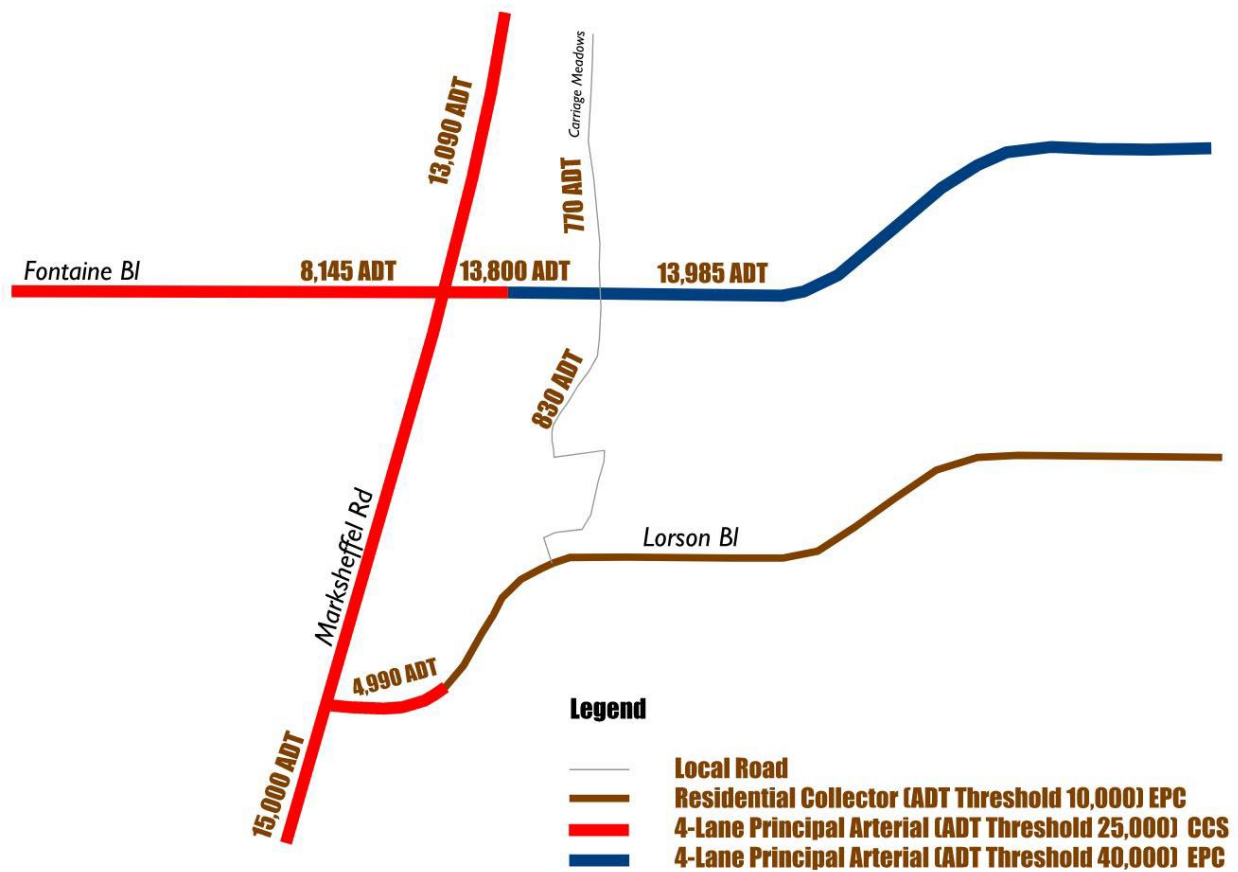 Carriage Meadows
13,090 ADT
770 ADT
Fontaine Bl
8,145 ADT
13,800 ADT
13,985 ADT
830 ADT
Marksheffel Rd
Lorson Bl
4,990 ADT
15,000 ADT
Legend
Local Road
Residential Collector (ADT Threshold 10,000) EPC
4-Lane Principal Arterial (ADT Threshold 25,000) CCS
4-Lane Principal Arterial (ADT Threshold 40,000) EPC